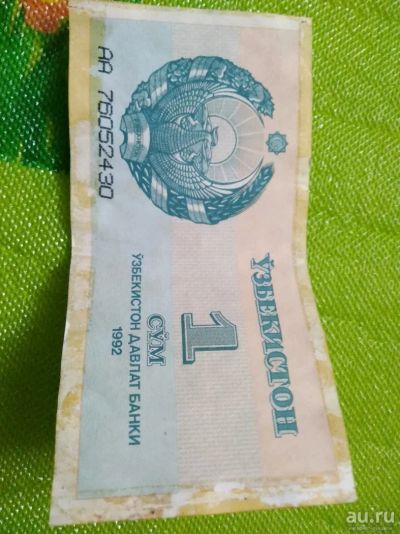 ЎЗБЕКИСТОН
1
СЎМ
ЎЗБЕКИСТОН ДАВЛАТ БАНКИ
1992
АА 76052430
au.ru